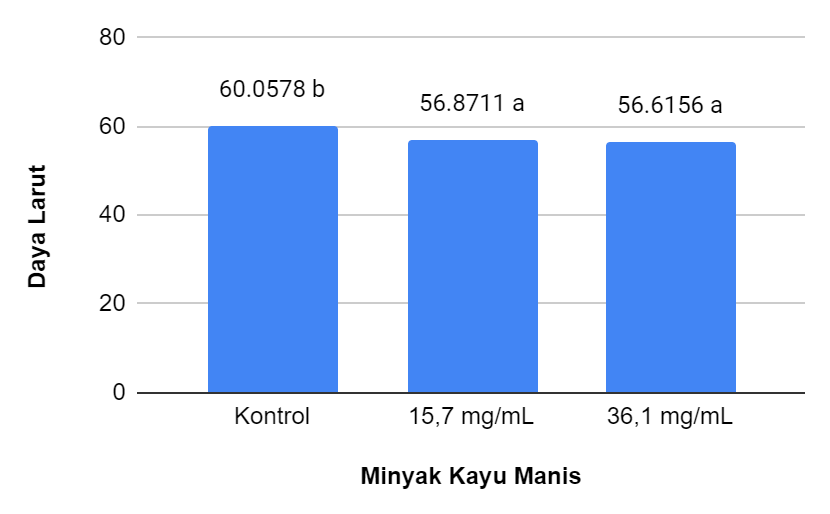 80
60.0578 b
56.8711 a
56.6156 a
60
40
20
0
Daya Larut
Kontrol
15,7 mg/mL
36,1 mg/mL
Minyak Kayu Manis